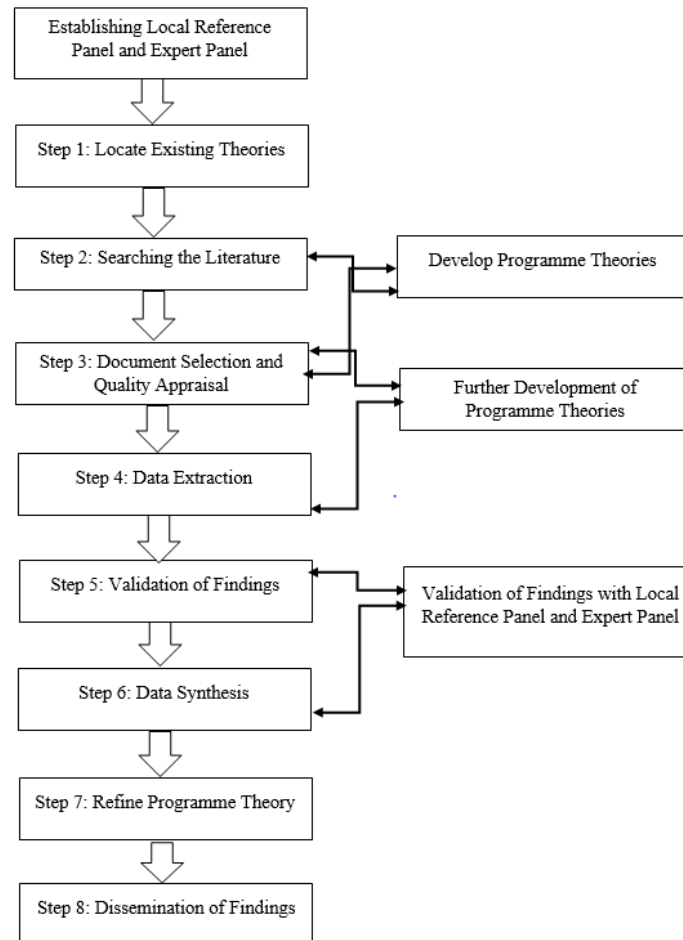 Establishing Local Reference
Panel and Expert Panel
Step 1: Locate Existing Theories
Step 2: Searching the Literature
Develop Programme Theories
Step 3: Document Selection and
Quality Appraisal
Further Development of
Programme Theories
Step 4: Data Extraction
Step 5: Validation of Findings
Validation of Findings with Local
Reference Panel and Expert Panel
Step 6: Data Synthesis
Step 7: Refine Programme Theory
Step 8: Dissemination of Findings